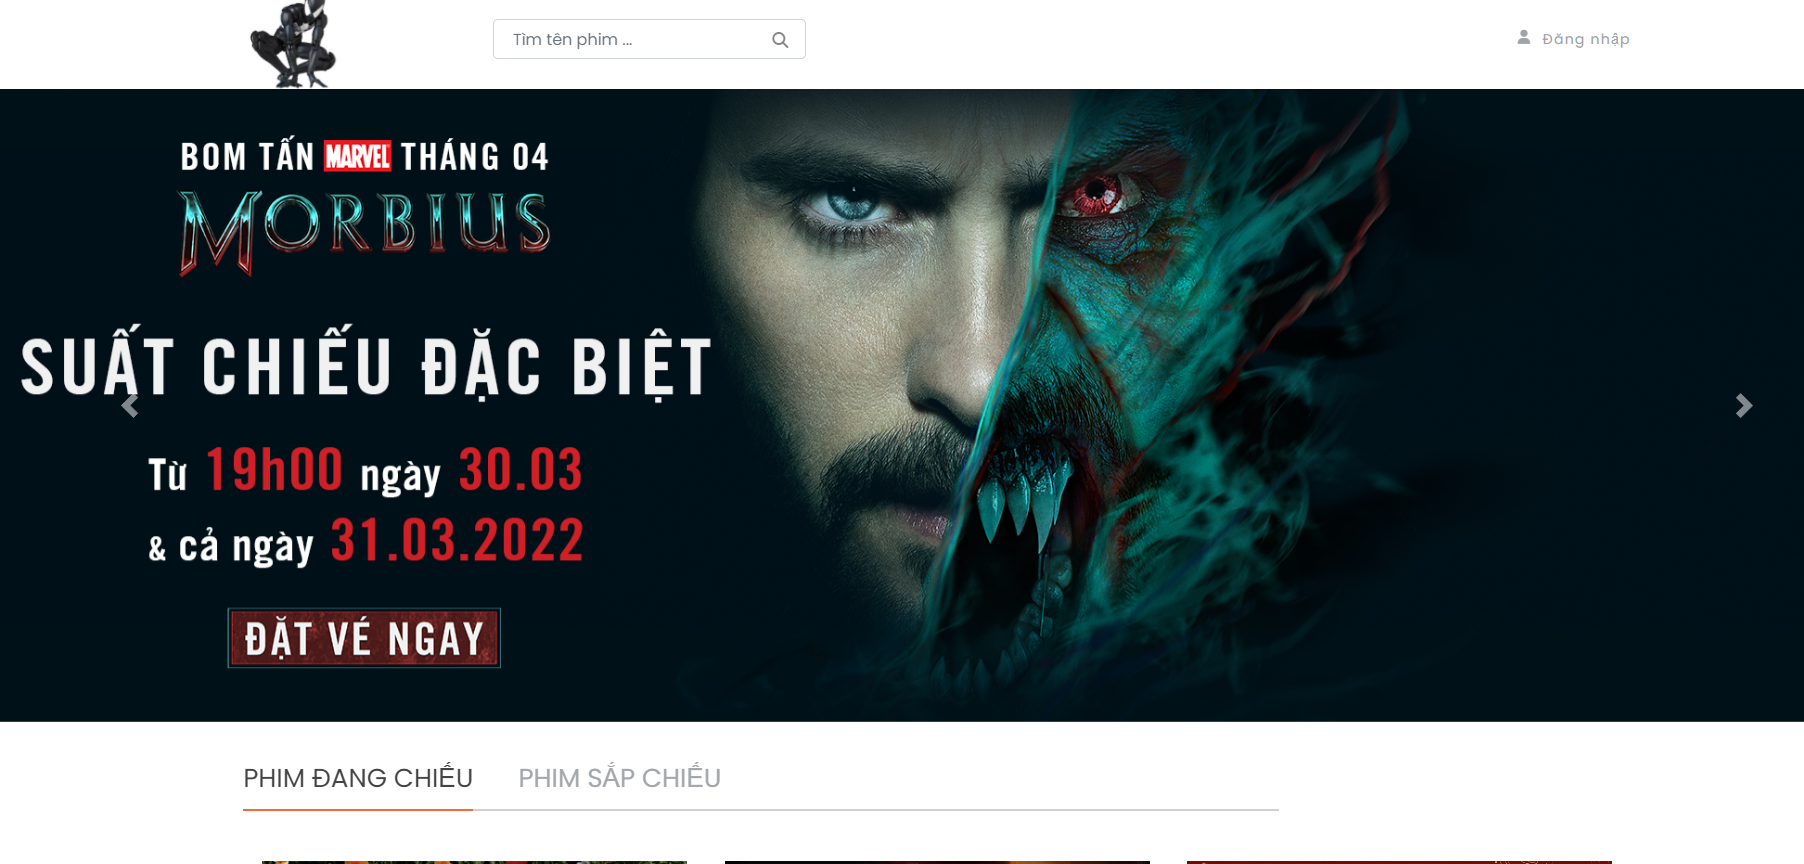 Tìm tên phim ...
Đăng nhập
BOM TẤN MARVEL THÁNG 04
MORBIUS
SUẤT CHIẾU ĐẶC BIỆT
Từ 19h00 ngày 30.03
& cả ngày 31.03.2022
ĐẶT VÉ NGAY
PHIM ĐANG CHIẾU PHIM SẮP CHIẾU